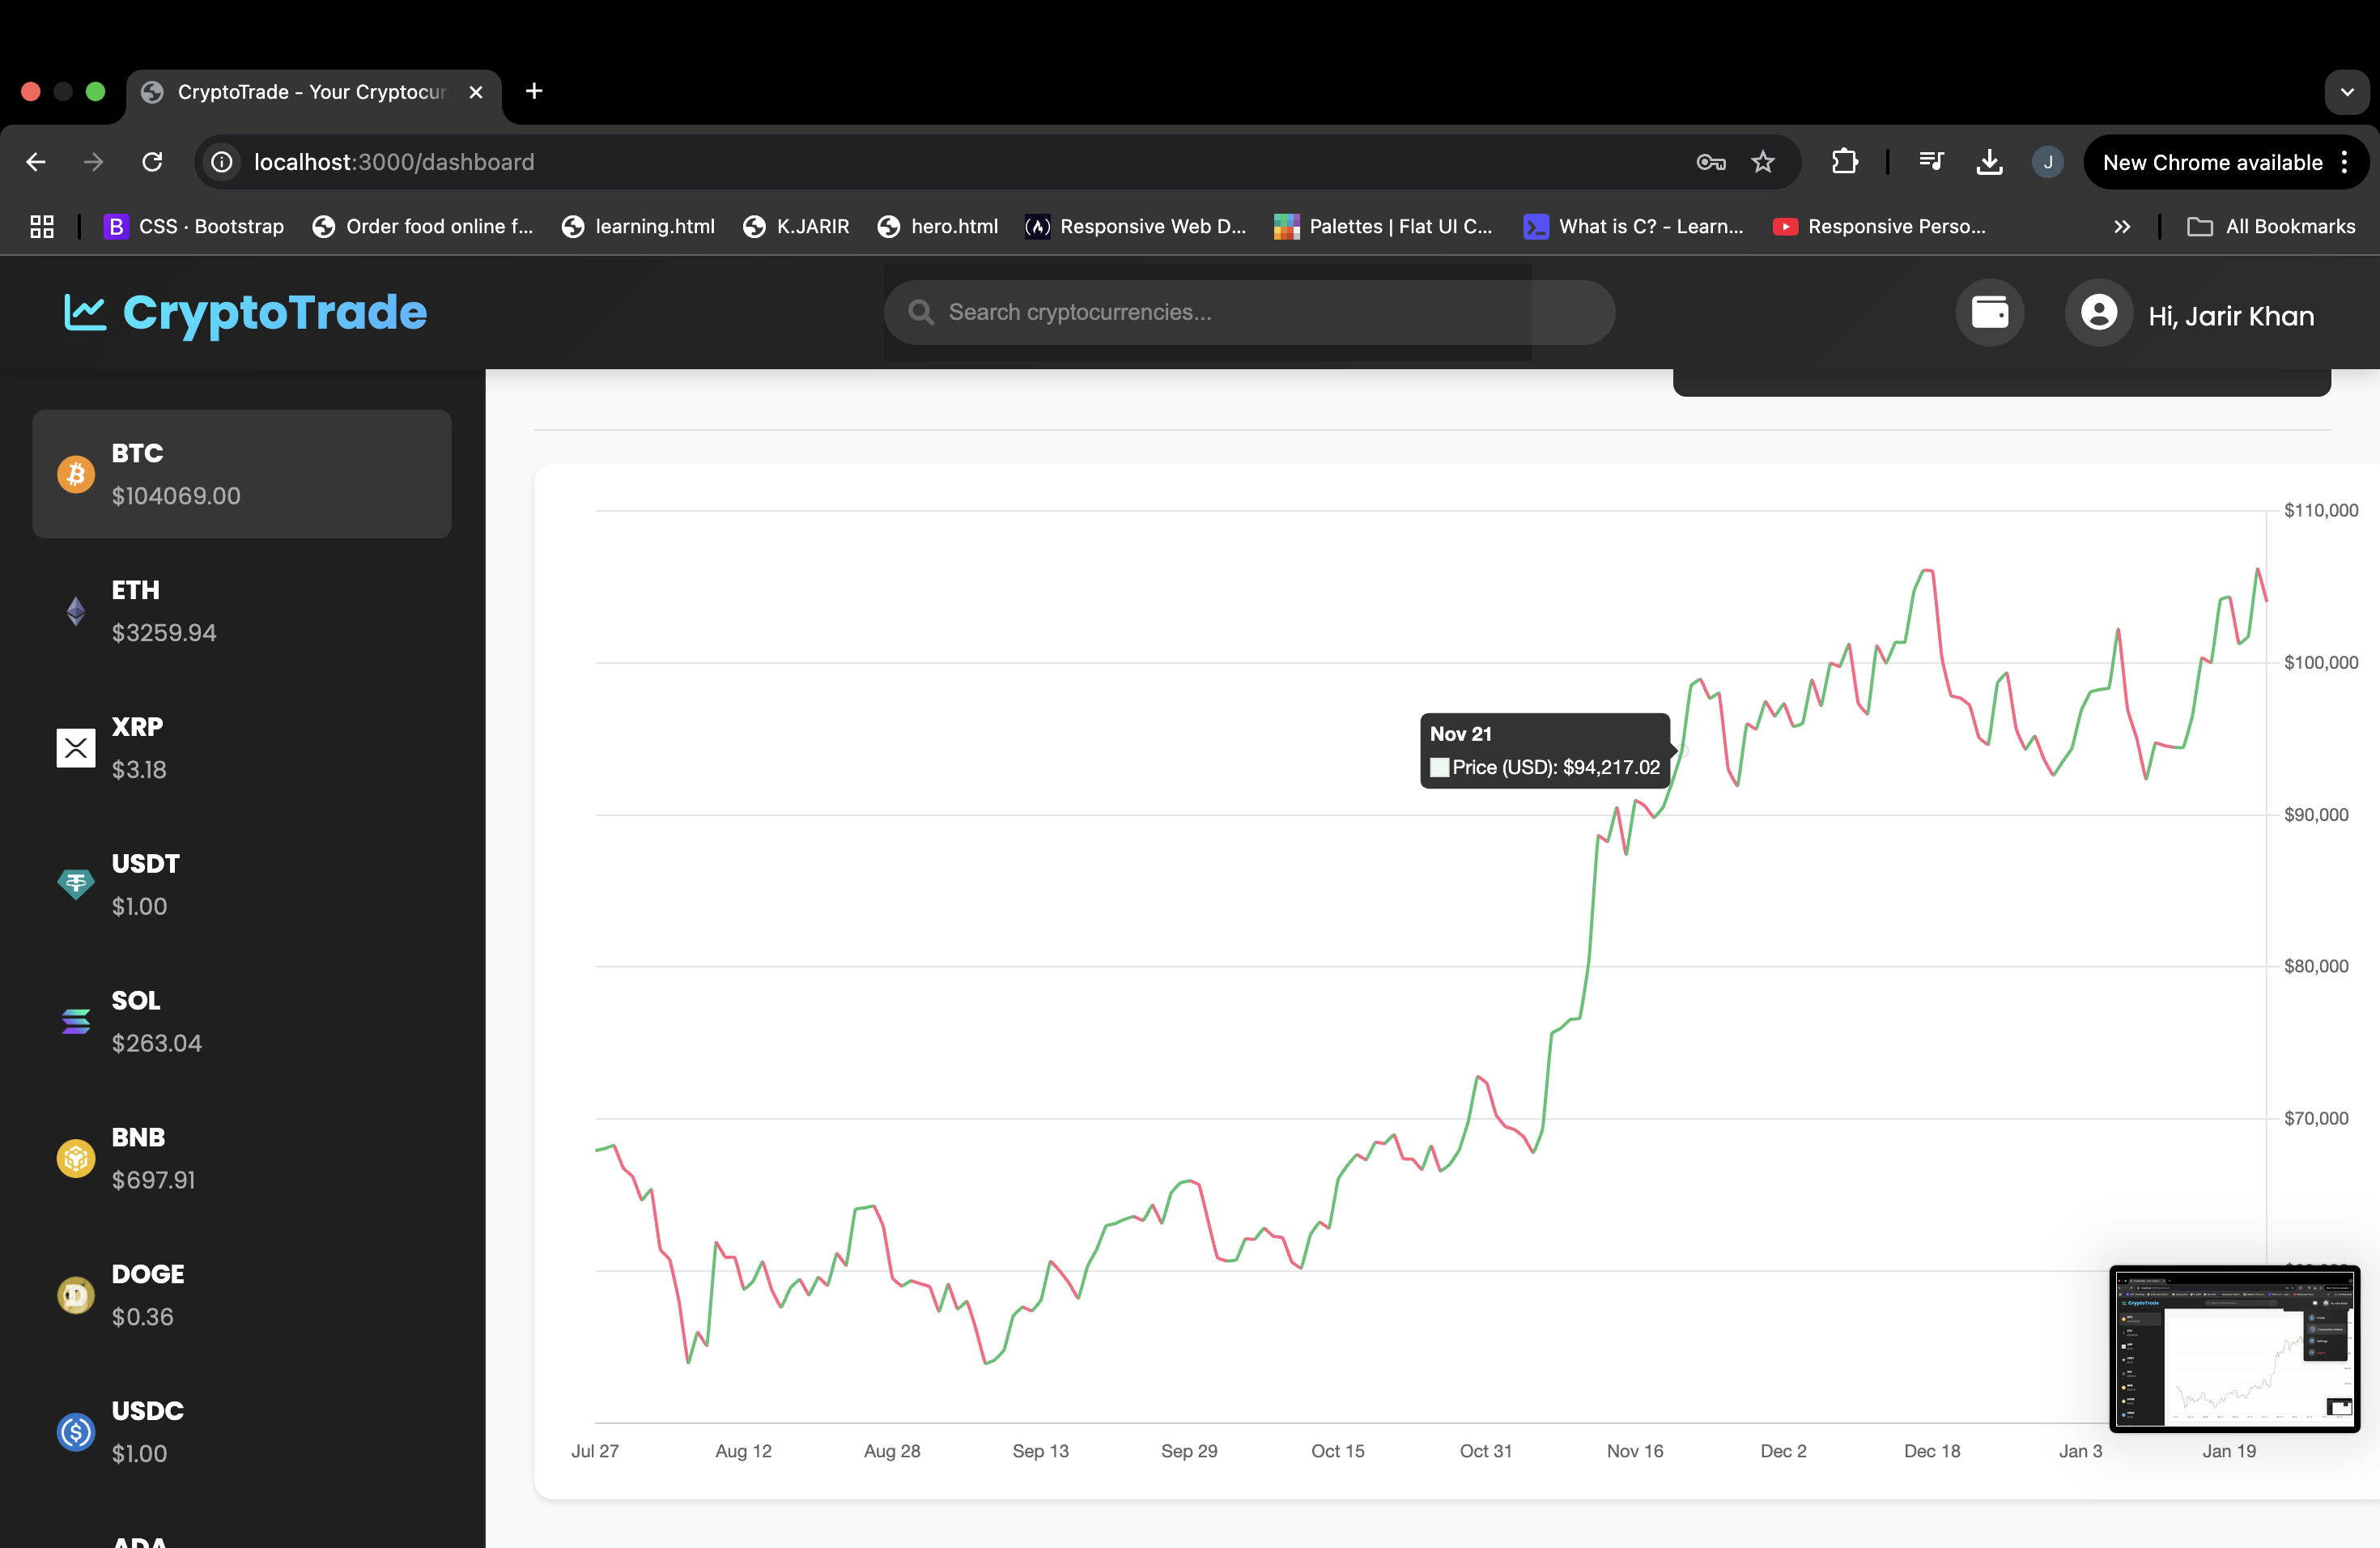 CryptoTrade - Your Cryptocur
localhost:3000/dashboard
New Chrome available
CSS · Bootstrap
Order food online f...
learning.html
K.JARIR
hero.html
Responsive Web D...
Palettes | Flat UI C...
What is C? - Learn...
Responsive Perso...
All Bookmarks
CryptoTrade
Search cryptocurrencies...
Hi, Jarir Khan
BTC
$104069.00
ETH
$3259.94
XRP
$3.18
USDT
$1.00
SOL
$263.04
BNB
$697.91
DOGE
$0.36
USDC
$1.00
ADA
$110,000
$100,000
$90,000
$80,000
$70,000
Nov 21
Price (USD): $94,217.02
Jul 27
Aug 12
Aug 28
Sep 13
Sep 29
Oct 15
Oct 31
Nov 16
Dec 2
Dec 18
Jan 3
Jan 19